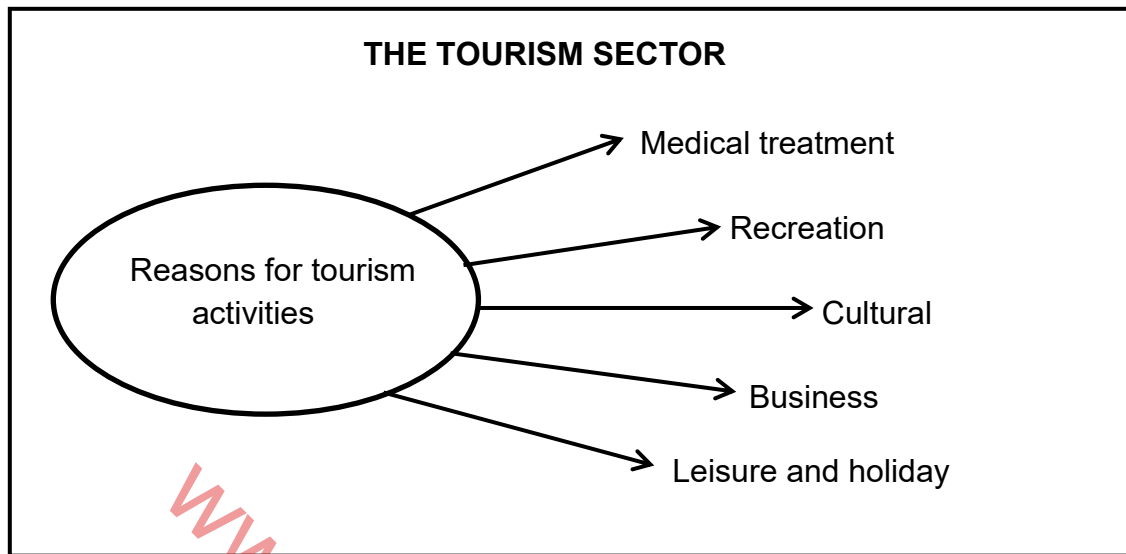 THE TOURISM SECTOR
Medical treatment
Recreation
Reasons for tourism
activities
Cultural
Business
Leisure and holiday